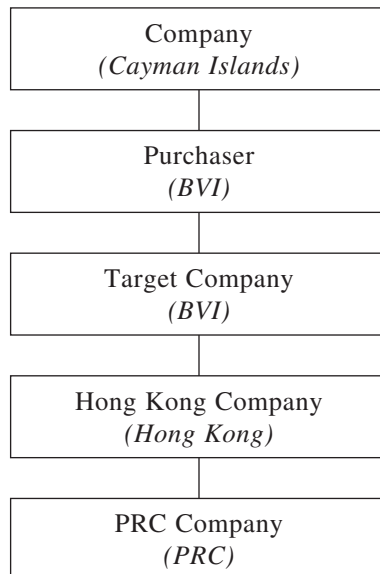 Company
(Cayman Islands)
Purchaser
(BVI)
Target Company
(BVI)
Hong Kong Company
(Hong Kong)
PRC Company
(PRC)